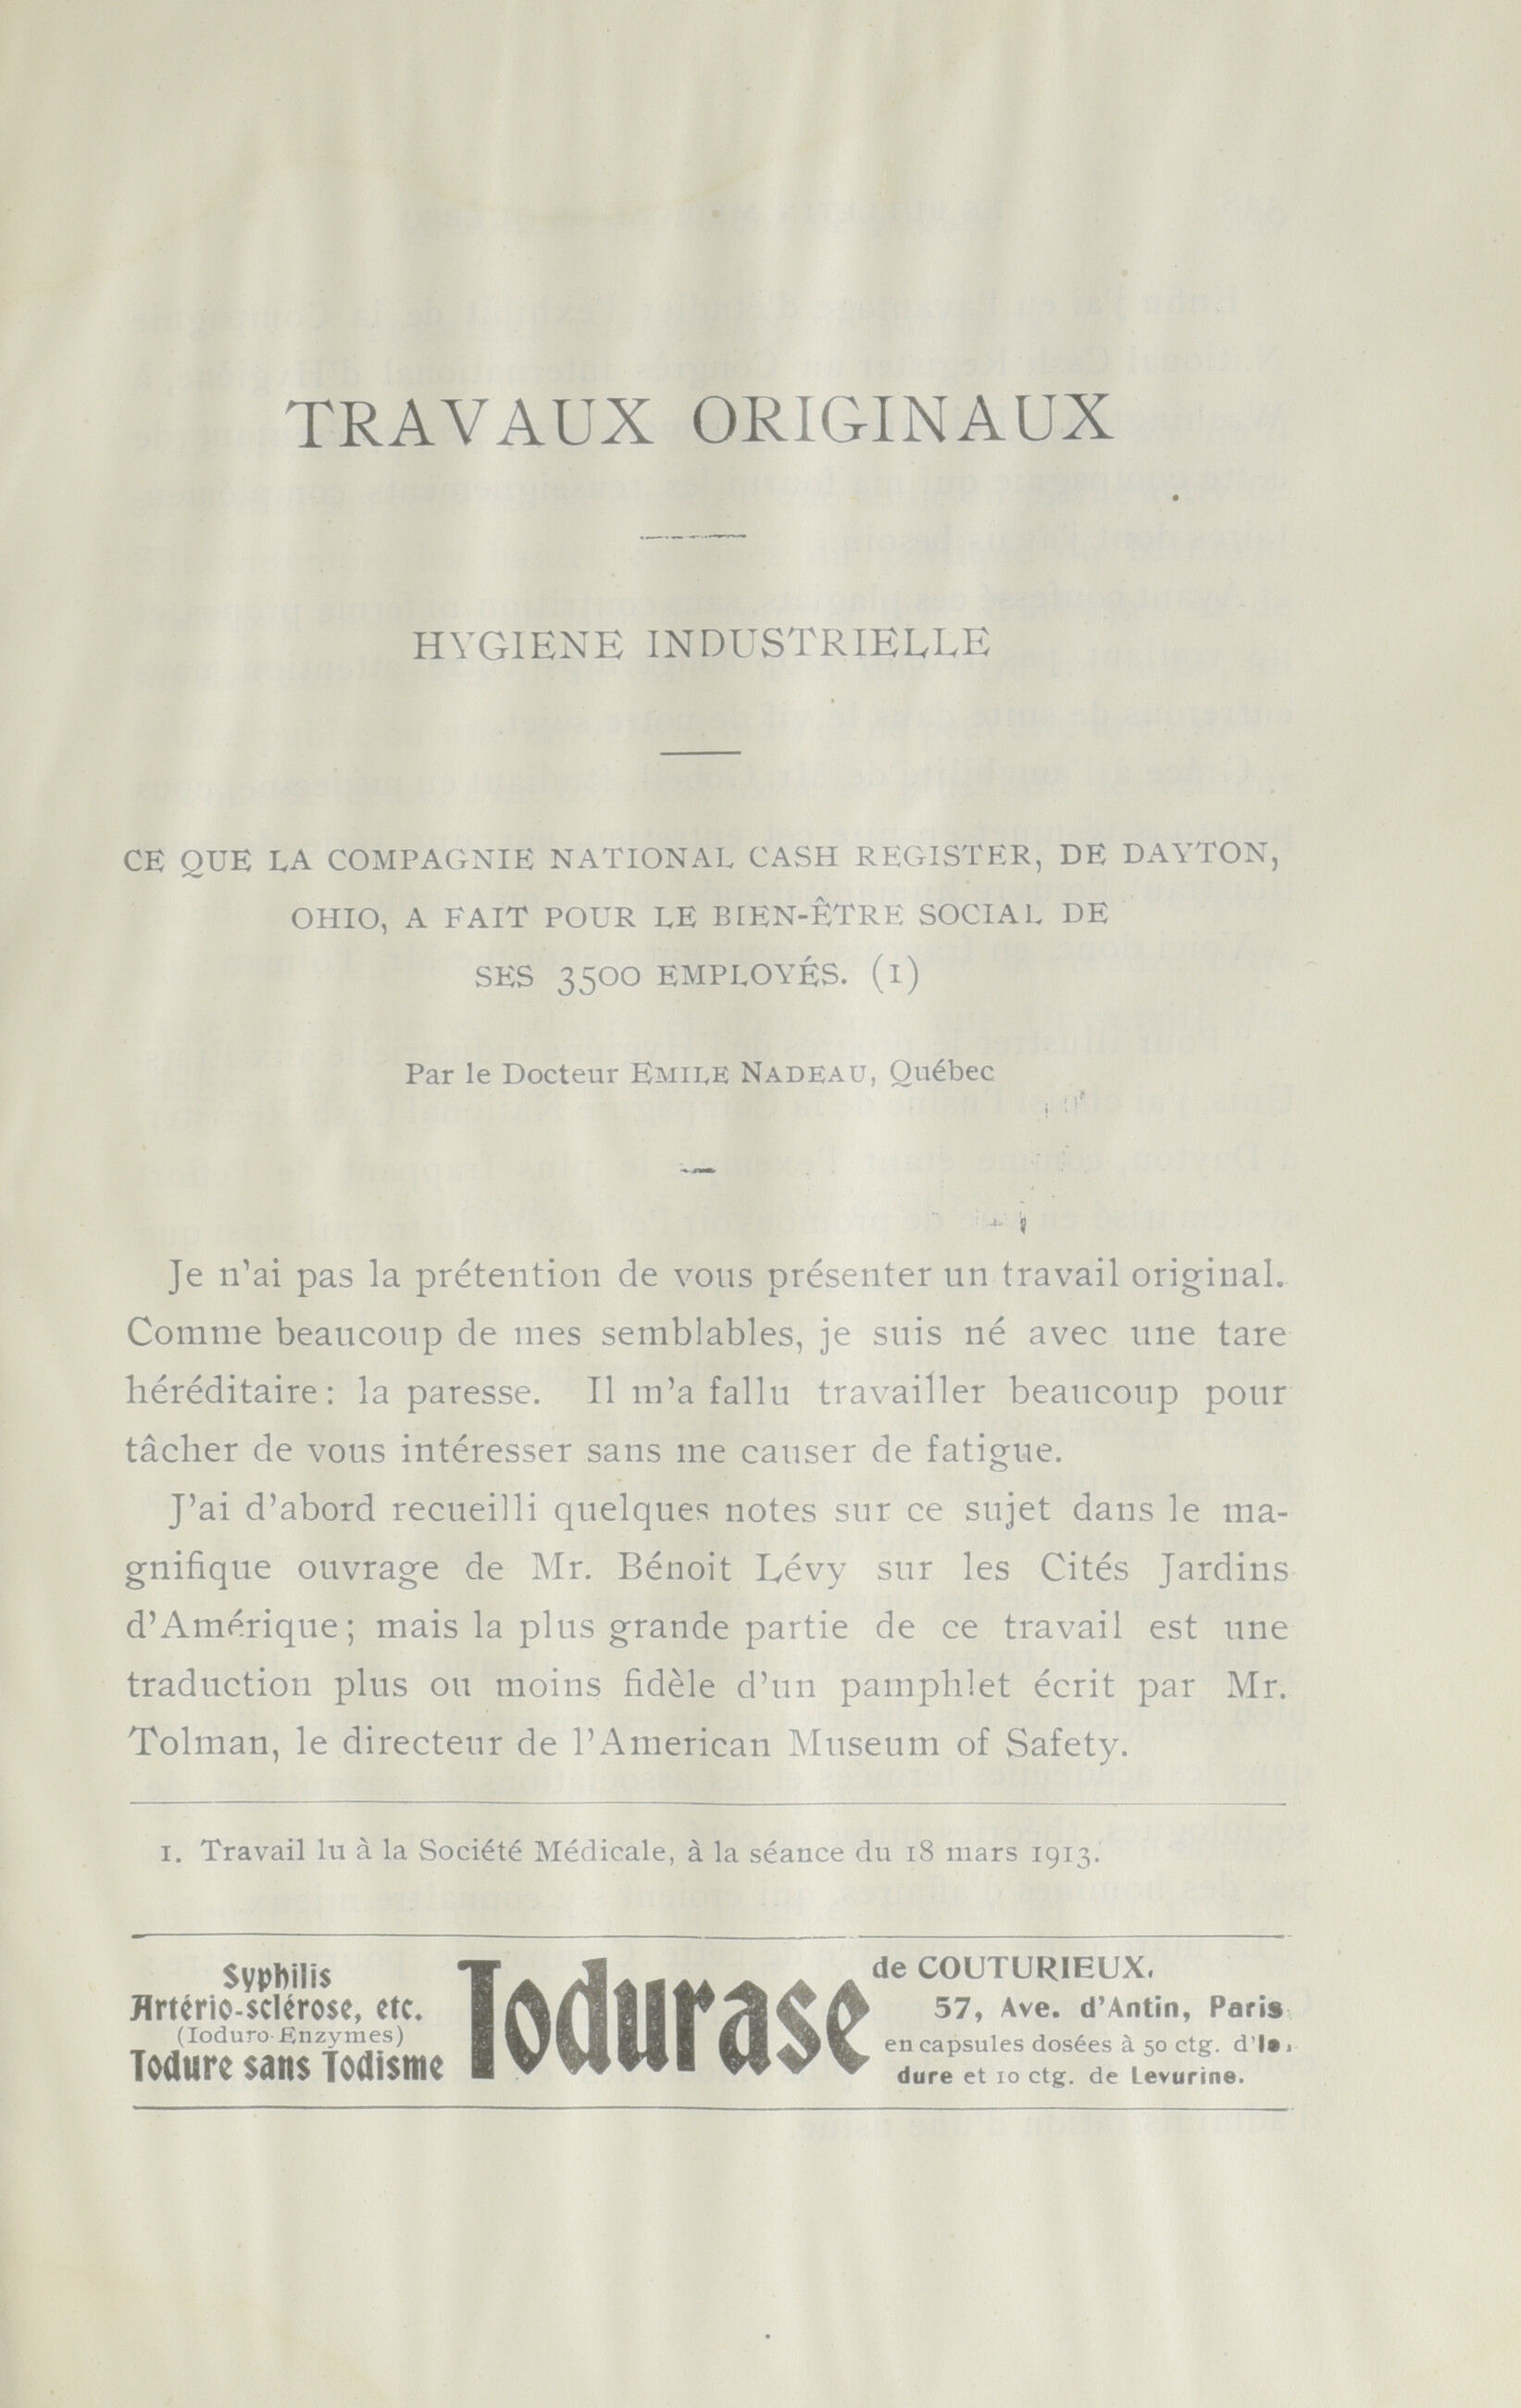 TRAVAUX ORIGINAUX
HYGIENE INDUSTRIELLE
CE QUE LA COMPAGNIE NATIONAL CASH REGISTER, DE DAYTON,
OHIO, A FAIT POUR LE BIEN-ÊTRE SOCIAL DE
SES 3500 EMPLOYÉS. (1)
Par le Docteur EMILE NADEAU, Québec
Je n'ai pas la prétention de vous présenter un travail original.
Comme beaucoup de mes semblables, je suis né avec une tare
héréditaire: la paresse. Il m'a fallu travailler beaucoup pour
tâcher de vous intéresser sans me causer de fatigue.
J'ai d'abord recueilli quelques notes sur ce sujet dans le ma-
gnifique ouvrage de Mr. Bénoit Lévy sur les Cités Jardins
d'Amérique; mais la plus grande partie de ce travail est une
traduction plus ou moins fidèle d'un pamphlet écrit par Mr.
Tolman, le directeur de l'American Museum of Safety.
1. Travail lu à la Société Médicale, à la séance du 18 mars 1913.
Syphilis
Artério-sclérose, etc.
(Ioduro-Enzymes)
Iodure sans Iodisme
Iodurase
de COUTURIEUX,
57, Ave. d'Antin, Paris
en capsules dosées à 50 ctg. d'Io-
dure et 10 ctg. de Levurine.